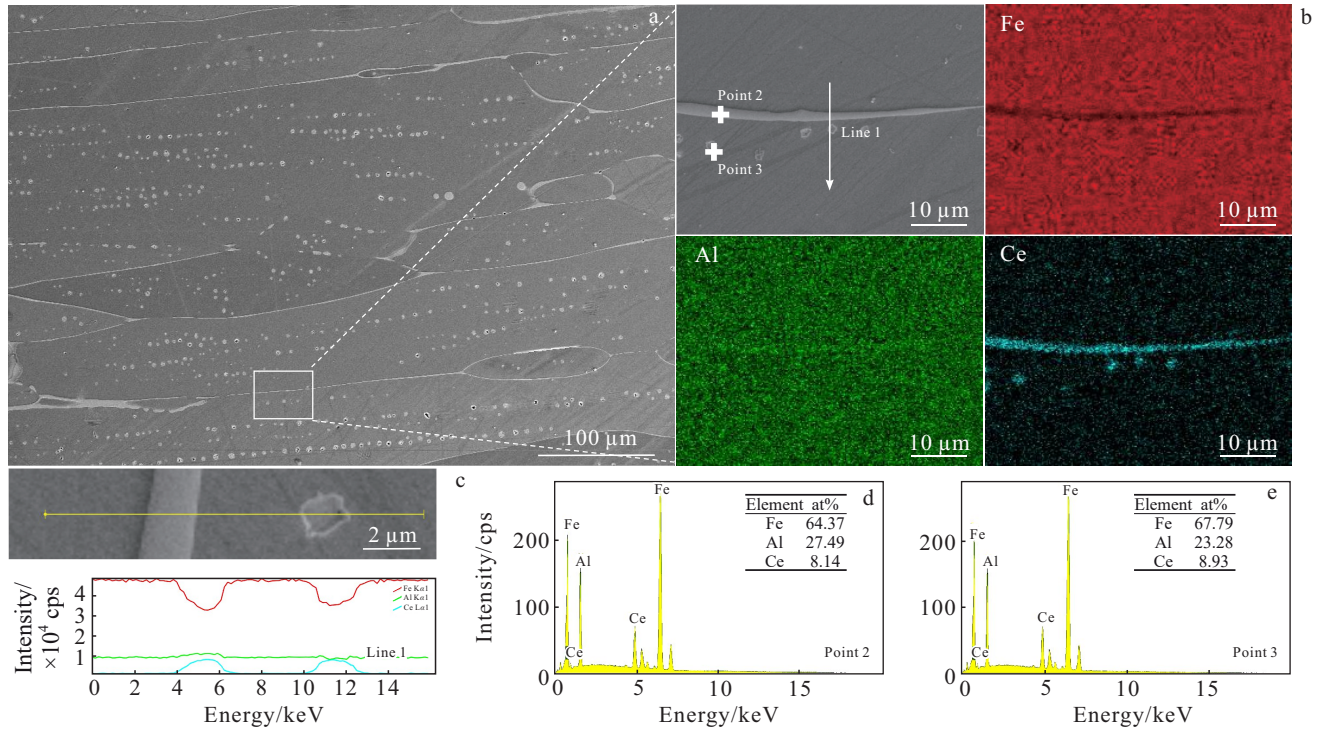 a
100 μm
b
Point 2
Line 1
Point 3
10 μm
Fe
10 μm
Al
10 μm
Ce
10 μm
c
2 μm
Intensity/
×10⁴ cps
4
3
2
1
Fe Kα1
Al Kα1
Ce Lα1
Line 1
0 2 4 6 8 10 12 14
Energy/keV
d
Intensity/cps
200
100
0
Fe
Fe
Al
Ce
Ce
Element at%
Fe 64.37
Al 27.49
Ce 8.14
Point 2
0 5 10 15
Energy/keV
e
200
100
0
Fe
Fe
Al
Ce
Ce
Element at%
Fe 67.79
Al 23.28
Ce 8.93
Point 3
0 5 10 15
Energy/keV